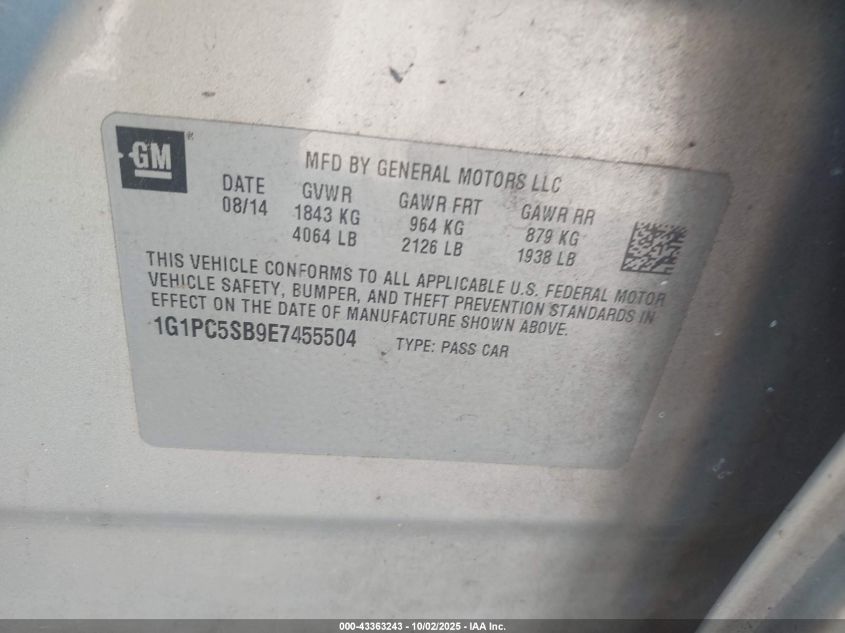 GM
MFD BY GENERAL MOTORS LLC
DATE GVWR GAWR FRT GAWR RR
08/14 1843 KG 964 KG 879 KG
4064 LB 2126 LB 1938 LB
THIS VEHICLE CONFORMS TO ALL APPLICABLE U.S. FEDERAL MOTOR
VEHICLE SAFETY, BUMPER, AND THEFT PREVENTION STANDARDS IN
EFFECT ON THE DATE OF MANUFACTURE SHOWN ABOVE.
1G1PC5SB9E7455504 TYPE: PASS CAR
000-43363243 - 10/02/2025 - IAA Inc.